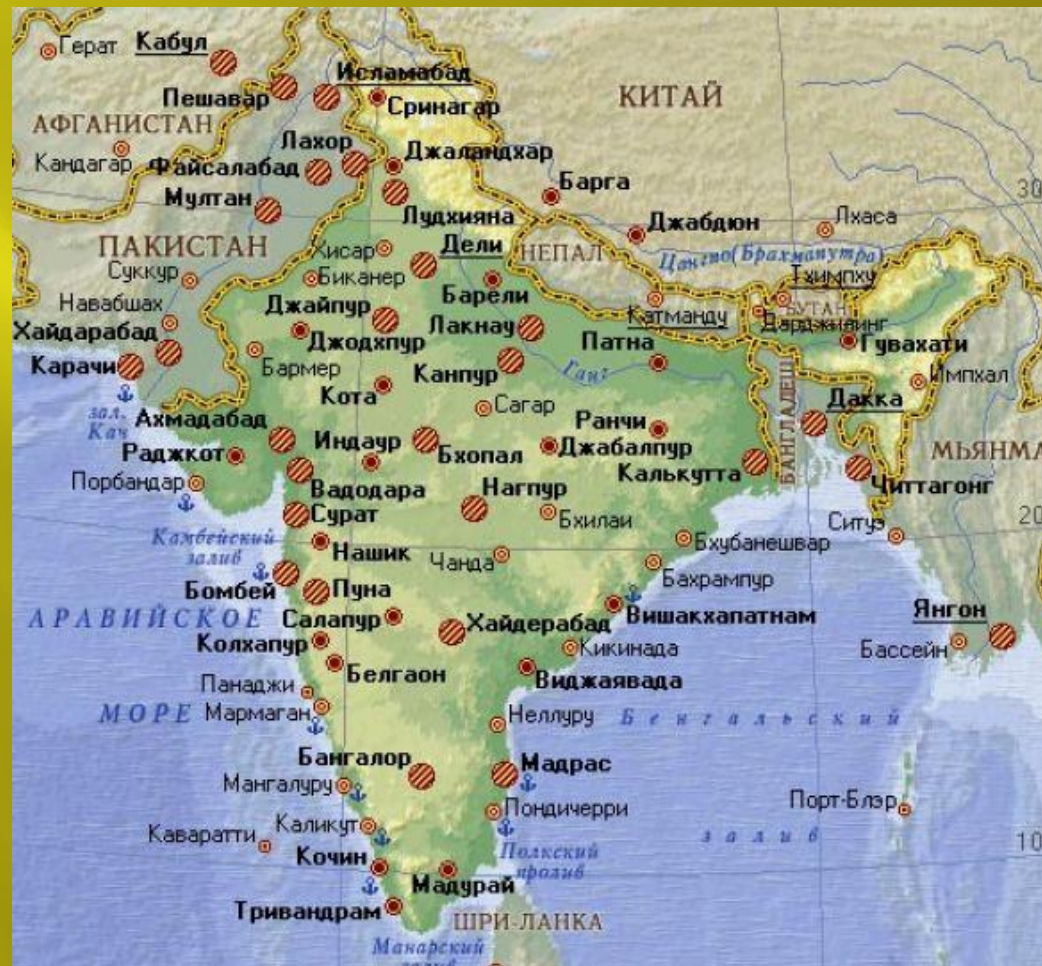 Герат
Кабул
Исламабад
Пешавар
Сринагар
КИТАЙ
АФГАНИСТАН
Лахор
Кандагар
Файсалабад
Джаландхар
Мултан
Барга
Лудхияна
Джабдюн
Лхаса
30
ПАКИСТАН
Хисар
Дели
НЕПАЛ
Цангпо(Брахмапутра)
Суккур
Биканер
Барели
Тхимпху
Навабшах
Джайпур
Катманду
БУТАН
Хайдарабад
Джодхпур
Лакнау
Патна
Дарджилинг
Гувахати
Карачи
Бармер
Канпур
Ганг
Импхал
зал.
Кач
Кота
Сагар
БАНГЛАДЕШ
Дакка
Ахмадабад
Ранчи
Раджкот
Индаур
Бхопал
Джабалпур
МЬЯНМА
Порбандар
Вадодара
Нагпур
Калькутта
Читтагонг
Сурат
Бхилаи
Ситуэ
20
Камбейский
залив
Нашик
Чанда
Бхубанешвар
Бомбей
Пуна
Бахрампур
АРАВИЙСКОЕ
Салапур
Хайдерабад
Вишакхапатнам
Янгон
Колхапур
Кикинада
Бассейн
Белгаон
Виджаявада
Панаджи
МОРЕ
Мармаган
Неллуру
Бенгальский
Бангалор
Мадрас
Мангалуру
Пондичерри
Порт-Блэр
Каваратти
Каликут
залив
10
Кочин
Полкский
пролив
Мадурай
Тривандрам
ШРИ-ЛАНКА
Манарский
залив